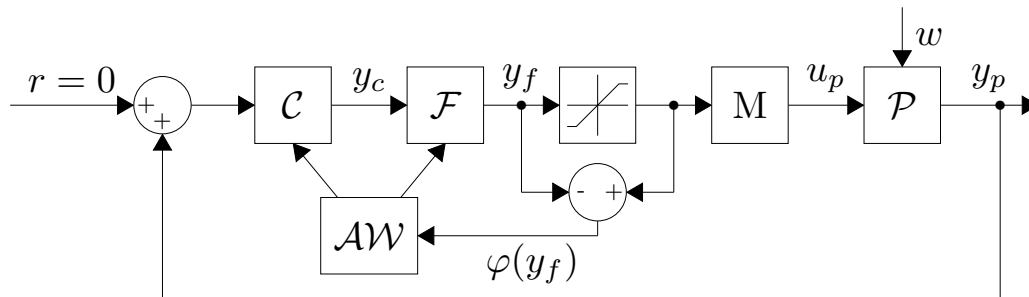 w
r = 0
y_c
y_f
u_p
y_p
+
+
𝒞
ℱ
M
𝒫
-
+
𝒜𝒲
φ(y_f)